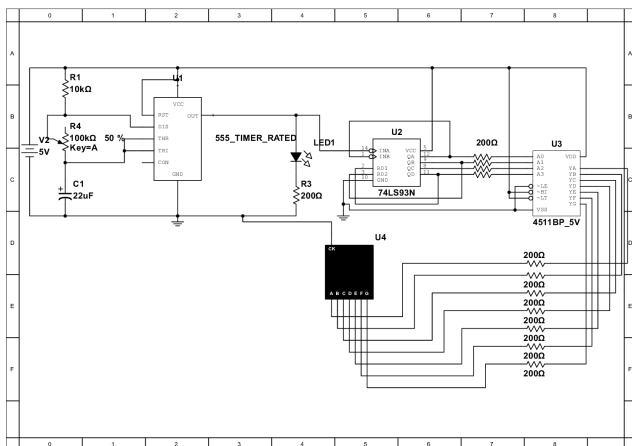 0 1 2 3 4 5 6 7 8
A
B
C
D
E
F
R1
10kΩ
R4
100kΩ
Key=A
50 %
V2
5V
C1
22uF
U1
VCC
RST
OUT
DIS
THR
TRI
CON
GND
555_TIMER_RATED
LED1
R3
200Ω
U2
INA
INB
VCC
QA
QB
QC
QD
RD1
RD2
GND
74LS93N
200Ω
U3
A0
A1
A2
A3
VDD
YA
YB
YC
YD
YE
YF
YG
~LE
~BI
~LT
VSS
4511BP_5V
U4
CK
A B C D E F G
200Ω
200Ω
200Ω
200Ω
200Ω
200Ω
200Ω
A
B
C
D
E
F
0 1 2 3 4 5 6 7 8